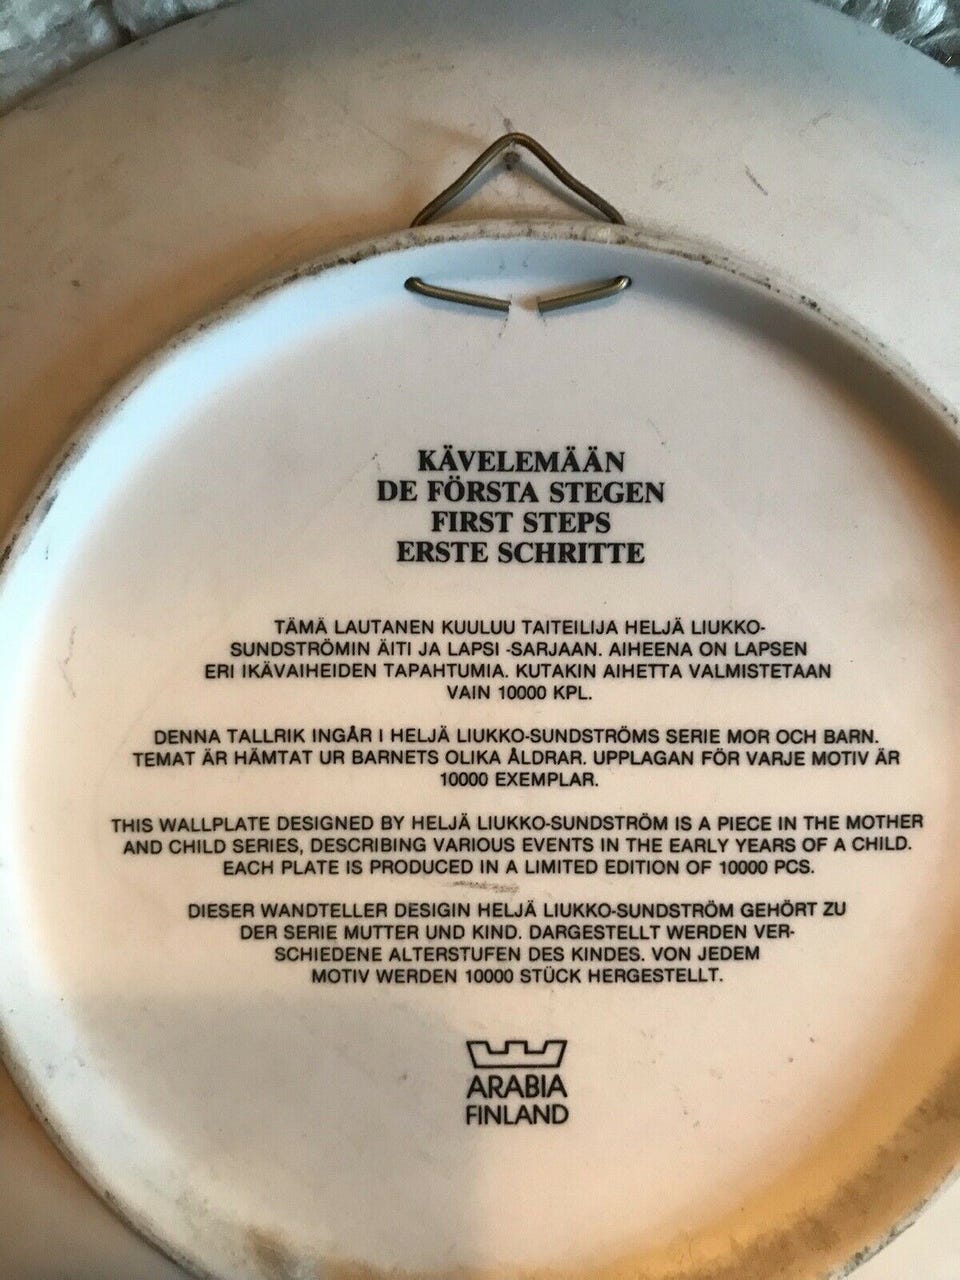 KÄVELEMÄÄN
DE FÖRSTA STEGEN
FIRST STEPS
ERSTE SCHRITTE
TÄMÄ LAUTANEN KUULUU TAITEILIJA HELJÄ LIUKKO-
SUNDSTRÖMIN ÄITI JA LAPSI -SARJAAN. AIHEENA ON LAPSEN
ERI IKÄVAIHEIDEN TAPAHTUMIA. KUTAKIN AIHETTA VALMISTETAAN
VAIN 10000 KPL.
DENNA TALLRIK INGÅR I HELJÄ LIUKKO-SUNDSTRÖMS SERIE MOR OCH BARN.
TEMAT ÄR HÄMTAT UR BARNETS OLIKA ÅLDRAR. UPPLAGAN FÖR VARJE MOTIV ÄR
10000 EXEMPLAR.
THIS WALLPLATE DESIGNED BY HELJÄ LIUKKO-SUNDSTRÖM IS A PIECE IN THE MOTHER
AND CHILD SERIES, DESCRIBING VARIOUS EVENTS IN THE EARLY YEARS OF A CHILD.
EACH PLATE IS PRODUCED IN A LIMITED EDITION OF 10000 PCS.
DIESER WANDTELLER DESIGIN HELJÄ LIUKKO-SUNDSTRÖM GEHÖRT ZU
DER SERIE MUTTER UND KIND. DARGESTELLT WERDEN VER-
SCHIEDENE ALTERSTUFEN DES KINDES. VON JEDEM
MOTIV WERDEN 10000 STÜCK HERGESTELLT.
ARABIA
FINLAND